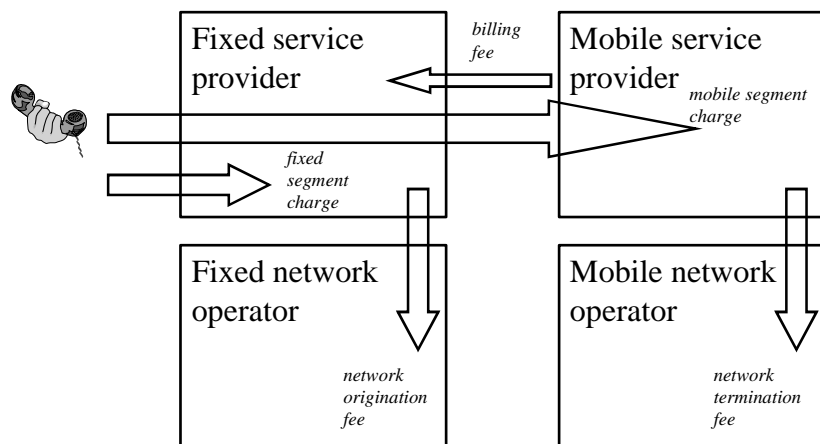 Fixed service
provider
billing
fee
Mobile service
provider
mobile segment
charge
fixed
segment
charge
Fixed network
operator
network
origination
fee
Mobile network
operator
network
termination
fee